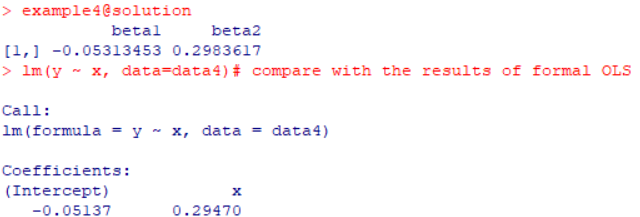 > example4@solution
beta1 beta2
[1,] -0.05313453 0.2983617
> lm(y ~ x, data=data4)# compare with the results of formal OLS
Call:
lm(formula = y ~ x, data = data4)
Coefficients:
(Intercept) x
-0.05137 0.29470